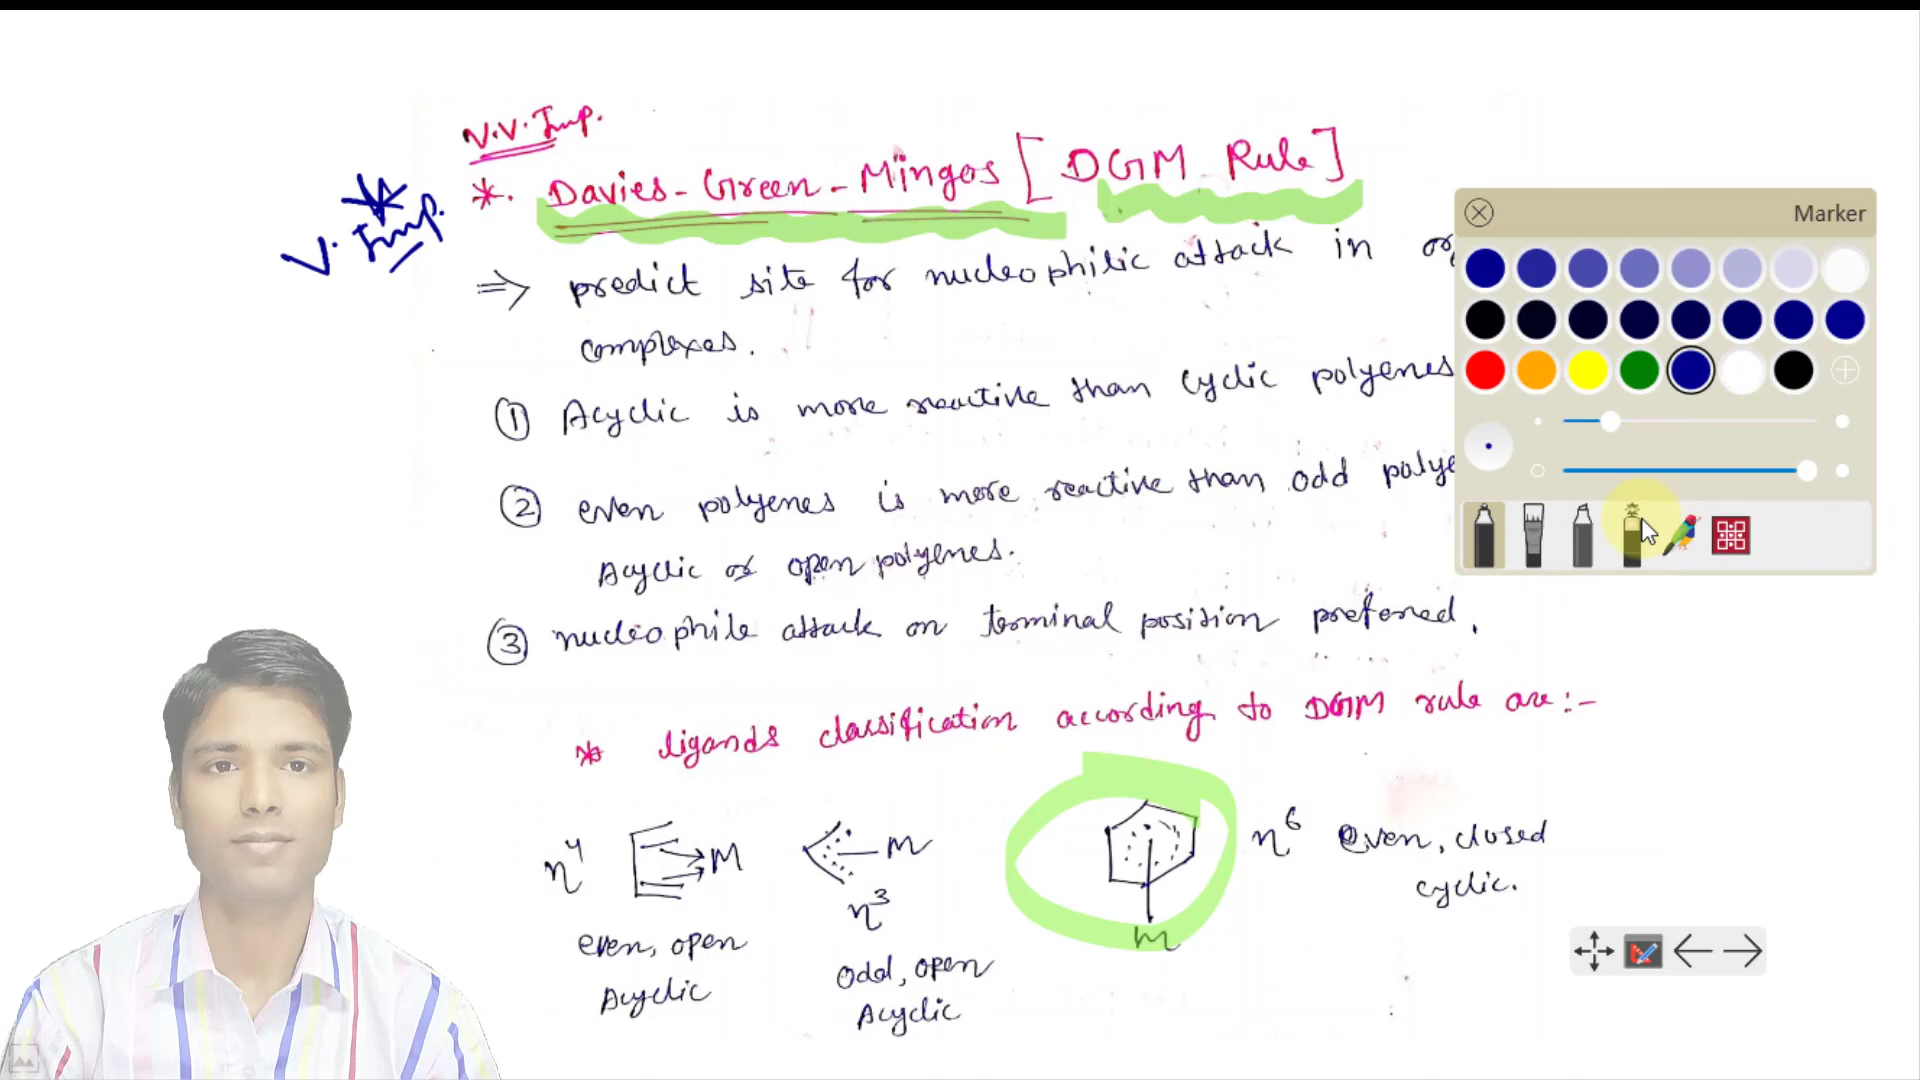 V.V. Imp.
*. Davies-Green-Mingos [DGM Rule]
V. Imp.
⇒ predict site for nucleophilic attack in or
complexes.
Marker
① Acyclic is more reactive than cyclic polyenes
② even polyenes is more reactive than odd polye
Acyclic or open polyenes.
③ nucleophile attack on terminal position preferred.
* ligands classification according to DGM rule are:-
η⁴ M
M
η³
M
η⁶ even, closed
cyclic.
even, open
Acyclic
odd, open
Acyclic